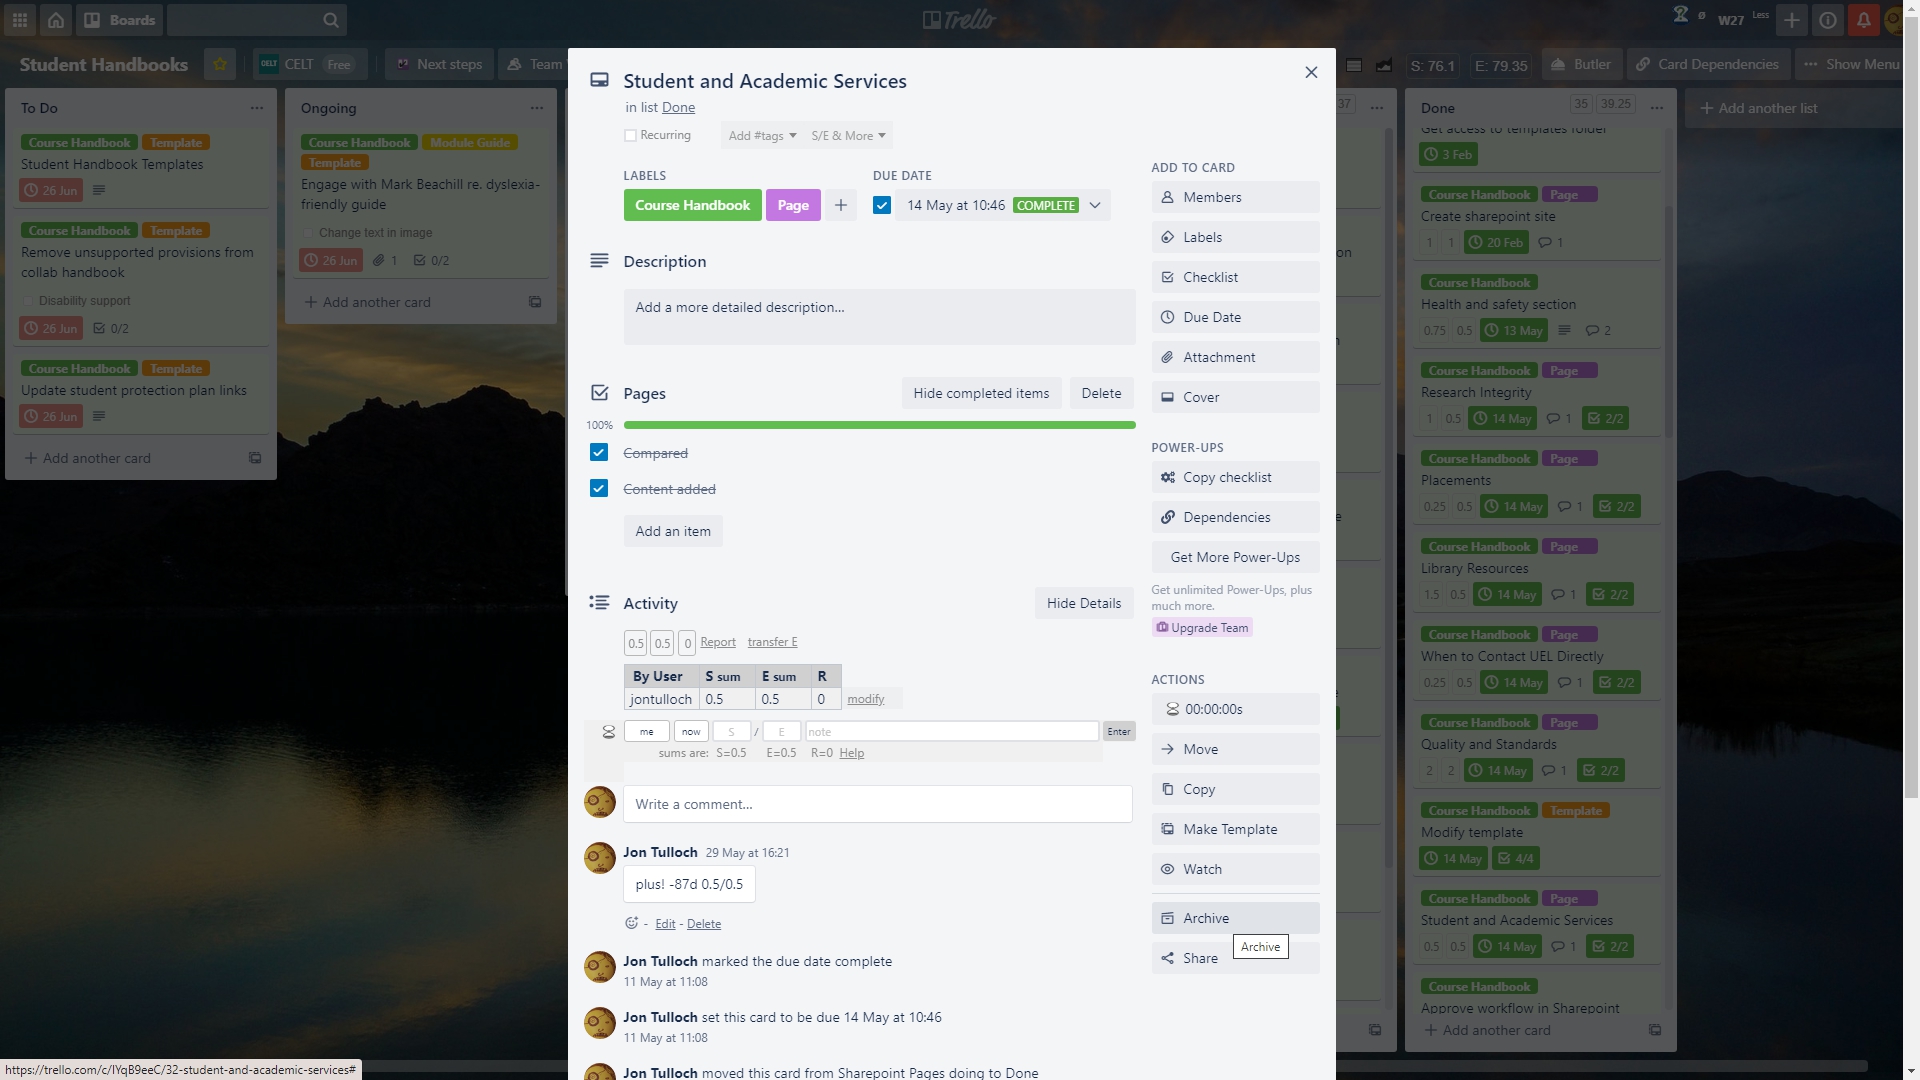 Boards
Trello
W27
Less
Student Handbooks
CELT
CELT
Free
Next steps
Team
S: 76.1
E: 79.35
Butler
Card Dependencies
Show Menu
To Do
Course Handbook Template
Student Handbook Templates
26 Jun
Course Handbook Template
Remove unsupported provisions from
collab handbook
Disability support
26 Jun 0/2
Course Handbook Template
Update student protection plan links
26 Jun
+ Add another card
Ongoing
Course Handbook Module Guide
Template
Engage with Mark Beachill re. dyslexia-
friendly guide
Change text in image
26 Jun 1 0/2
+ Add another card
Student and Academic Services
in list Done
Recurring
Add #tags
S/E & More
LABELS
Course Handbook Page +
DUE DATE
14 May at 10:46 COMPLETE
Description
Add a more detailed description...
Pages
Hide completed items
Delete
100%
Compared
Content added
Add an item
Activity
Hide Details
0.5 0.5 0 Report transfer E
By User S sum E sum R
jontulloch 0.5 0.5 0 modify
me now S / E note Enter
sums are: S=0.5 E=0.5 R=0 Help
Write a comment...
Jon Tulloch 29 May at 16:21
plus! -87d 0.5/0.5
- Edit - Delete
Jon Tulloch marked the due date complete
11 May at 11:08
Jon Tulloch set this card to be due 14 May at 10:46
11 May at 11:08
Jon Tulloch moved this card from Sharepoint Pages doing to Done
ADD TO CARD
Members
Labels
Checklist
Due Date
Attachment
Cover
POWER-UPS
Copy checklist
Dependencies
Get More Power-Ups
Get unlimited Power-Ups, plus
much more.
Upgrade Team
ACTIONS
00:00:00s
Move
Copy
Make Template
Watch
Archive
Archive
Share
37
on
n
e
e
Done
35 39.25
Get access to templates folder
3 Feb
Course Handbook Page
Create sharepoint site
1 1 20 Feb 1
Course Handbook
Health and safety section
0.75 0.5 13 May 2
Course Handbook Page
Research Integrity
1 0.5 14 May 1 2/2
Course Handbook Page
Placements
0.25 0.5 14 May 1 2/2
Course Handbook Page
Library Resources
1.5 0.5 14 May 1 2/2
Course Handbook Page
When to Contact UEL Directly
0.25 0.5 14 May 1 2/2
Course Handbook Page
Quality and Standards
2 2 14 May 1 2/2
Course Handbook Template
Modify template
14 May 4/4
Course Handbook Page
Student and Academic Services
0.5 0.5 14 May 1 2/2
Course Handbook
Approve workflow in Sharepoint
+ Add another card
+ Add another list
https://trello.com/c/IYqB9eeC/32-student-and-academic-services#